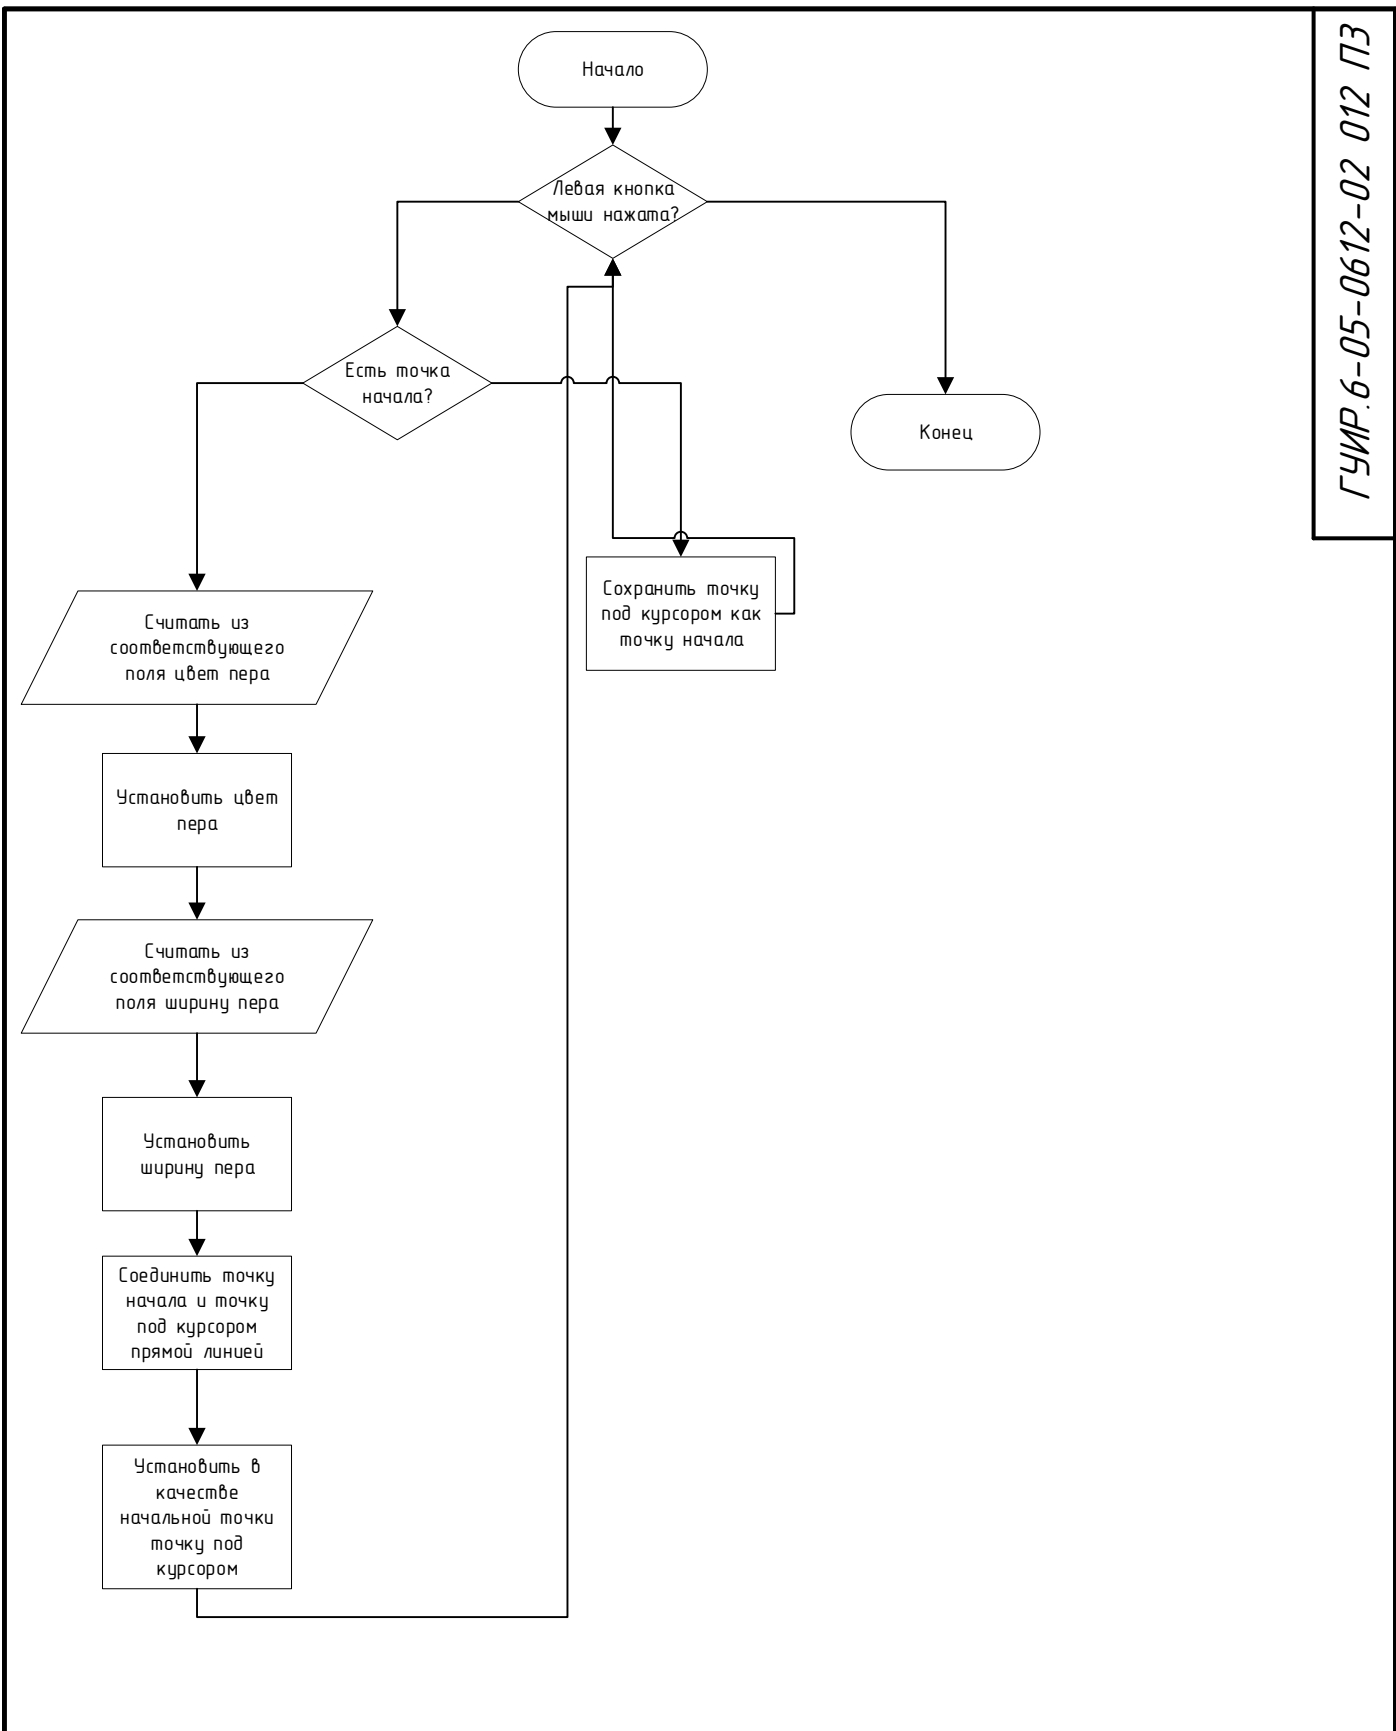 Начало
Левая кнопка
мыши нажата?
Есть точка
начала?
Конец
Сохранить точку
под курсором как
точку начала
Считать из
соответствующего
поля цвет пера
Установить цвет
пера
Считать из
соответствующего
поля ширину пера
Установить
ширину пера
Соединить точку
начала и точку
под курсором
прямой линией
Установить в
качестве
начальной точки
точку под
курсором
ГУИР.6-05-0612-02 012 ПЗ